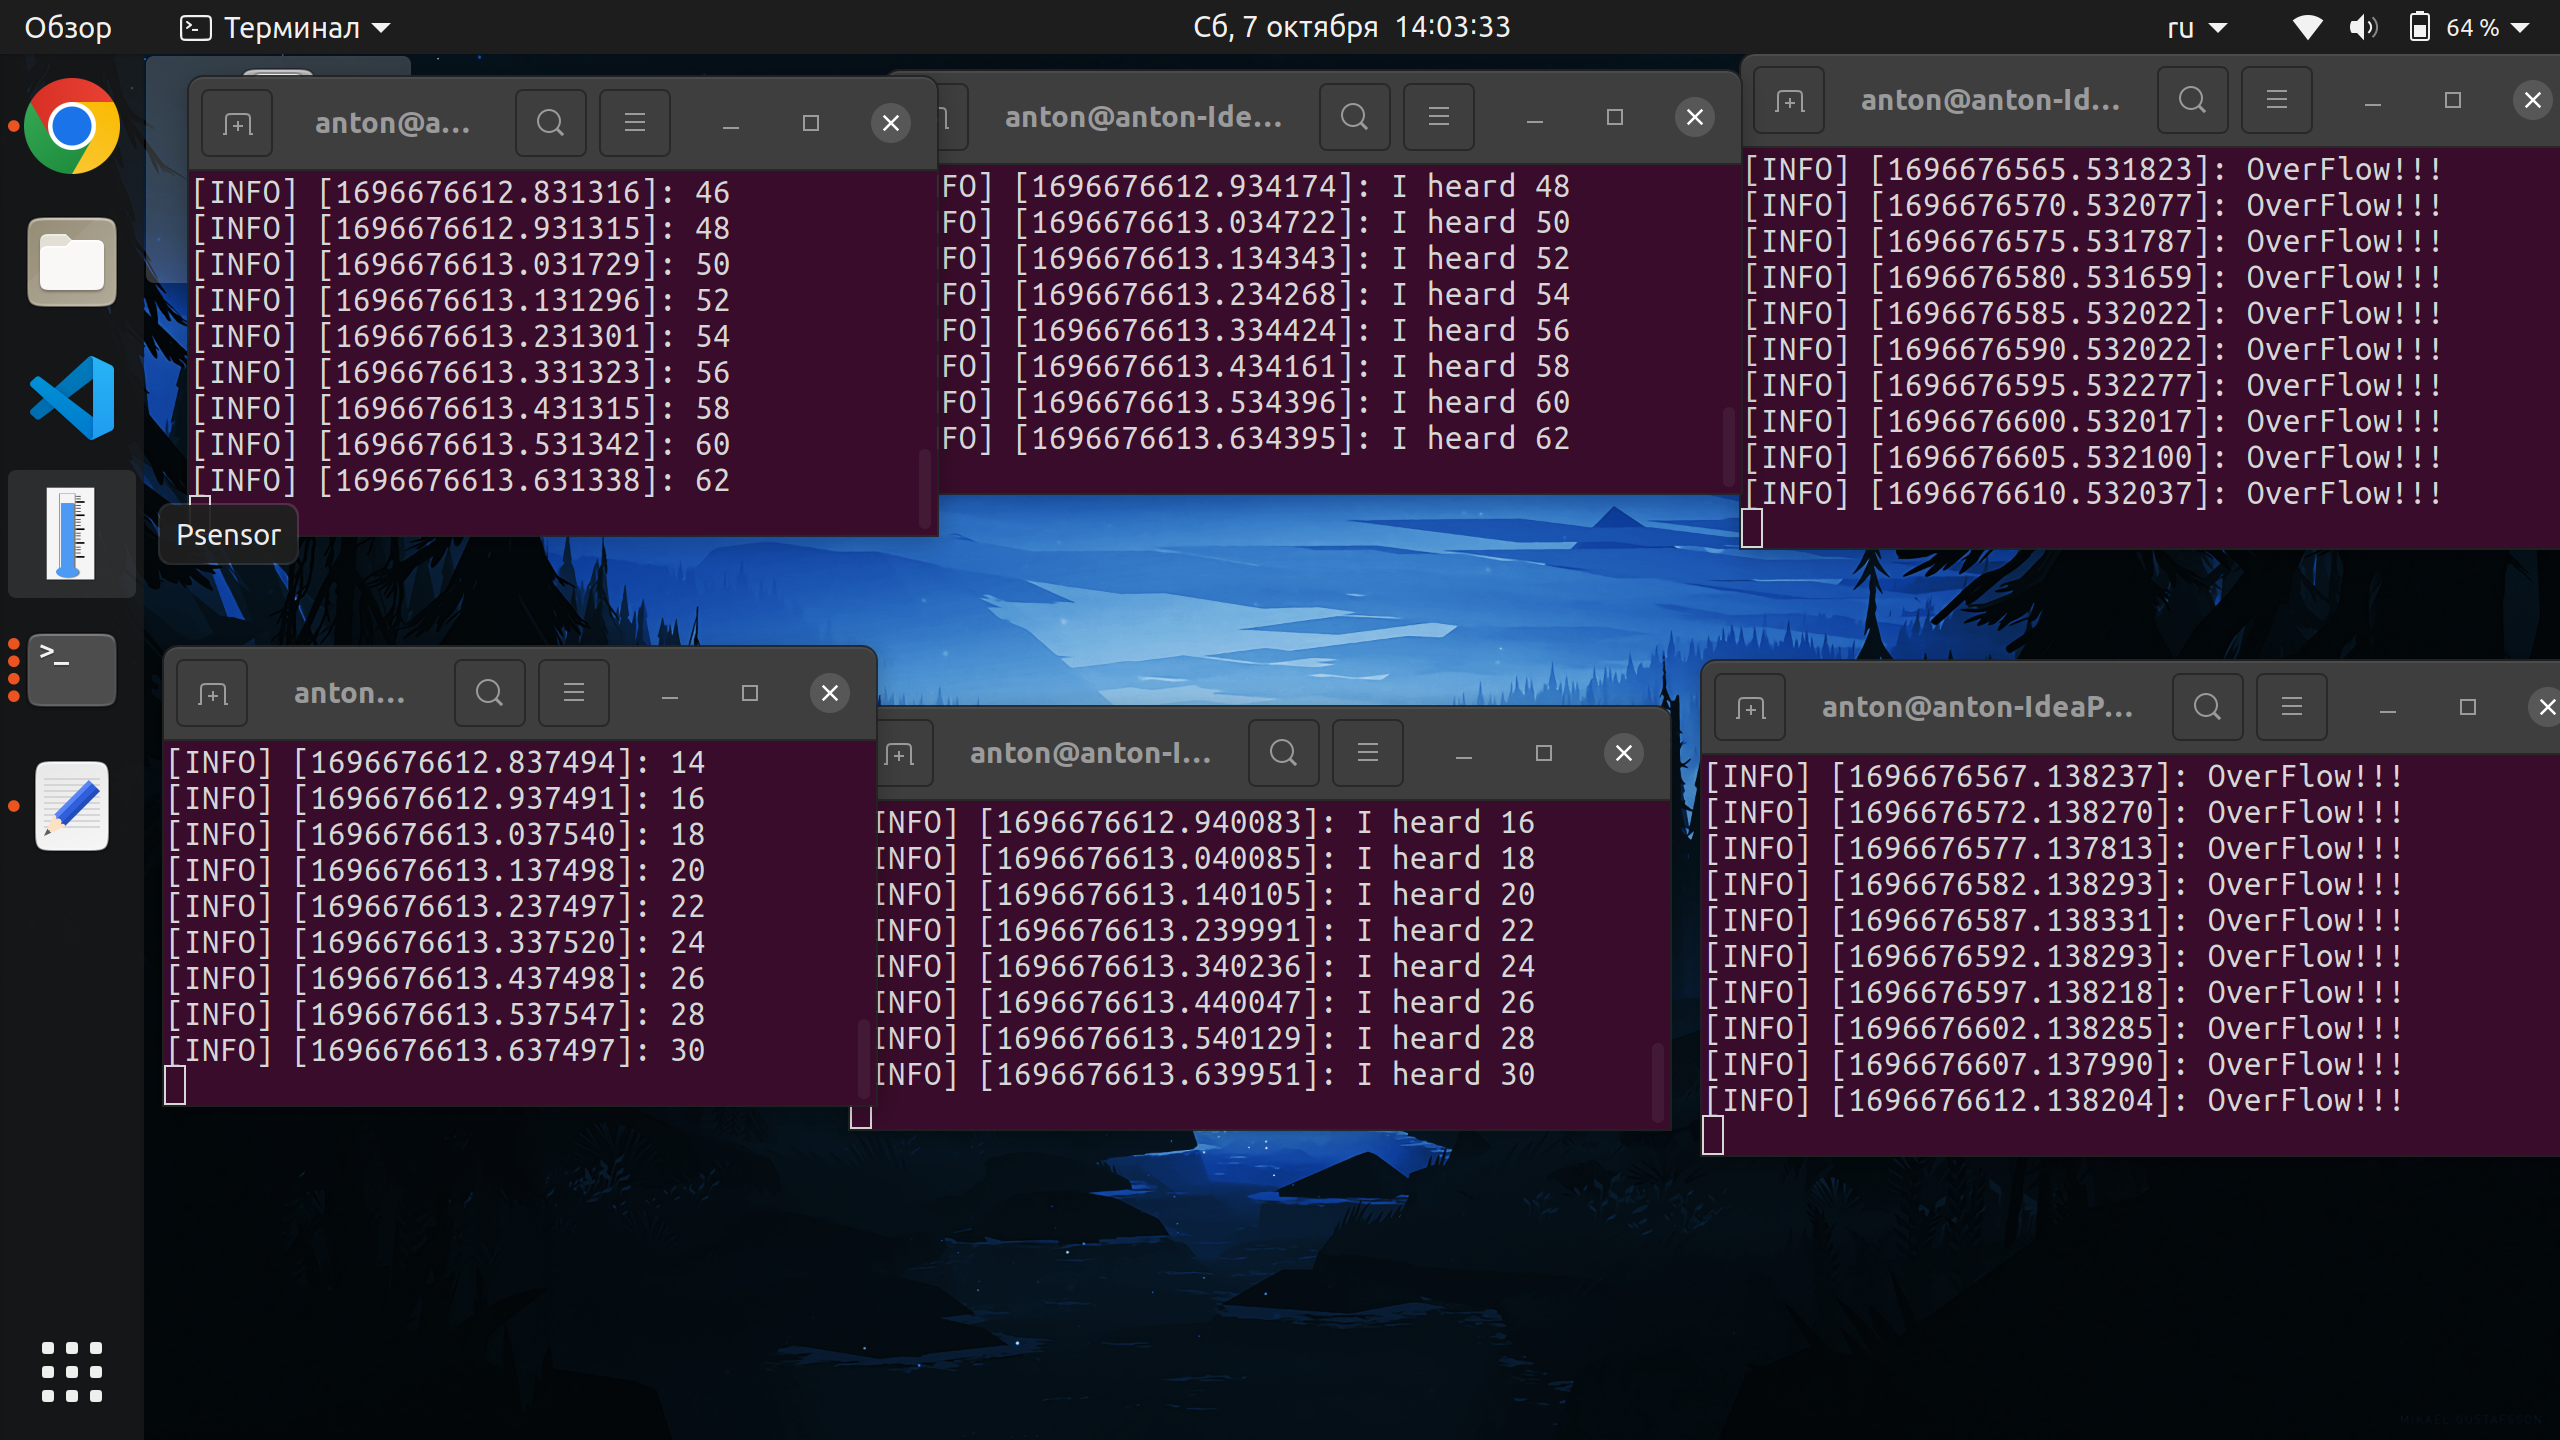 Обзор
Терминал
Сб, 7 октября 14:03:33
ru
64 %
anton@a...
[INFO] [1696676612.831316]: 46
[INFO] [1696676612.931315]: 48
[INFO] [1696676613.031729]: 50
[INFO] [1696676613.131296]: 52
[INFO] [1696676613.231301]: 54
[INFO] [1696676613.331323]: 56
[INFO] [1696676613.431315]: 58
[INFO] [1696676613.531342]: 60
[INFO] [1696676613.631338]: 62
anton@anton-Ide...
FO] [1696676612.934174]: I heard 48
FO] [1696676613.034722]: I heard 50
FO] [1696676613.134343]: I heard 52
FO] [1696676613.234268]: I heard 54
FO] [1696676613.334424]: I heard 56
FO] [1696676613.434161]: I heard 58
FO] [1696676613.534396]: I heard 60
FO] [1696676613.634395]: I heard 62
anton@anton-Id...
[INFO] [1696676565.531823]: OverFlow!!!
[INFO] [1696676570.532077]: OverFlow!!!
[INFO] [1696676575.531787]: OverFlow!!!
[INFO] [1696676580.531659]: OverFlow!!!
[INFO] [1696676585.532022]: OverFlow!!!
[INFO] [1696676590.532022]: OverFlow!!!
[INFO] [1696676595.532277]: OverFlow!!!
[INFO] [1696676600.532017]: OverFlow!!!
[INFO] [1696676605.532100]: OverFlow!!!
[INFO] [1696676610.532037]: OverFlow!!!
Psensor
anton...
[INFO] [1696676612.837494]: 14
[INFO] [1696676612.937491]: 16
[INFO] [1696676613.037540]: 18
[INFO] [1696676613.137498]: 20
[INFO] [1696676613.237497]: 22
[INFO] [1696676613.337520]: 24
[INFO] [1696676613.437498]: 26
[INFO] [1696676613.537547]: 28
[INFO] [1696676613.637497]: 30
anton@anton-I...
INFO] [1696676612.940083]: I heard 16
INFO] [1696676613.040085]: I heard 18
INFO] [1696676613.140105]: I heard 20
INFO] [1696676613.239991]: I heard 22
INFO] [1696676613.340236]: I heard 24
INFO] [1696676613.440047]: I heard 26
INFO] [1696676613.540129]: I heard 28
INFO] [1696676613.639951]: I heard 30
anton@anton-IdeaP...
[INFO] [1696676567.138237]: OverFlow!!!
[INFO] [1696676572.138270]: OverFlow!!!
[INFO] [1696676577.137813]: OverFlow!!!
[INFO] [1696676582.138293]: OverFlow!!!
[INFO] [1696676587.138331]: OverFlow!!!
[INFO] [1696676592.138293]: OverFlow!!!
[INFO] [1696676597.138218]: OverFlow!!!
[INFO] [1696676602.138285]: OverFlow!!!
[INFO] [1696676607.137990]: OverFlow!!!
[INFO] [1696676612.138204]: OverFlow!!!